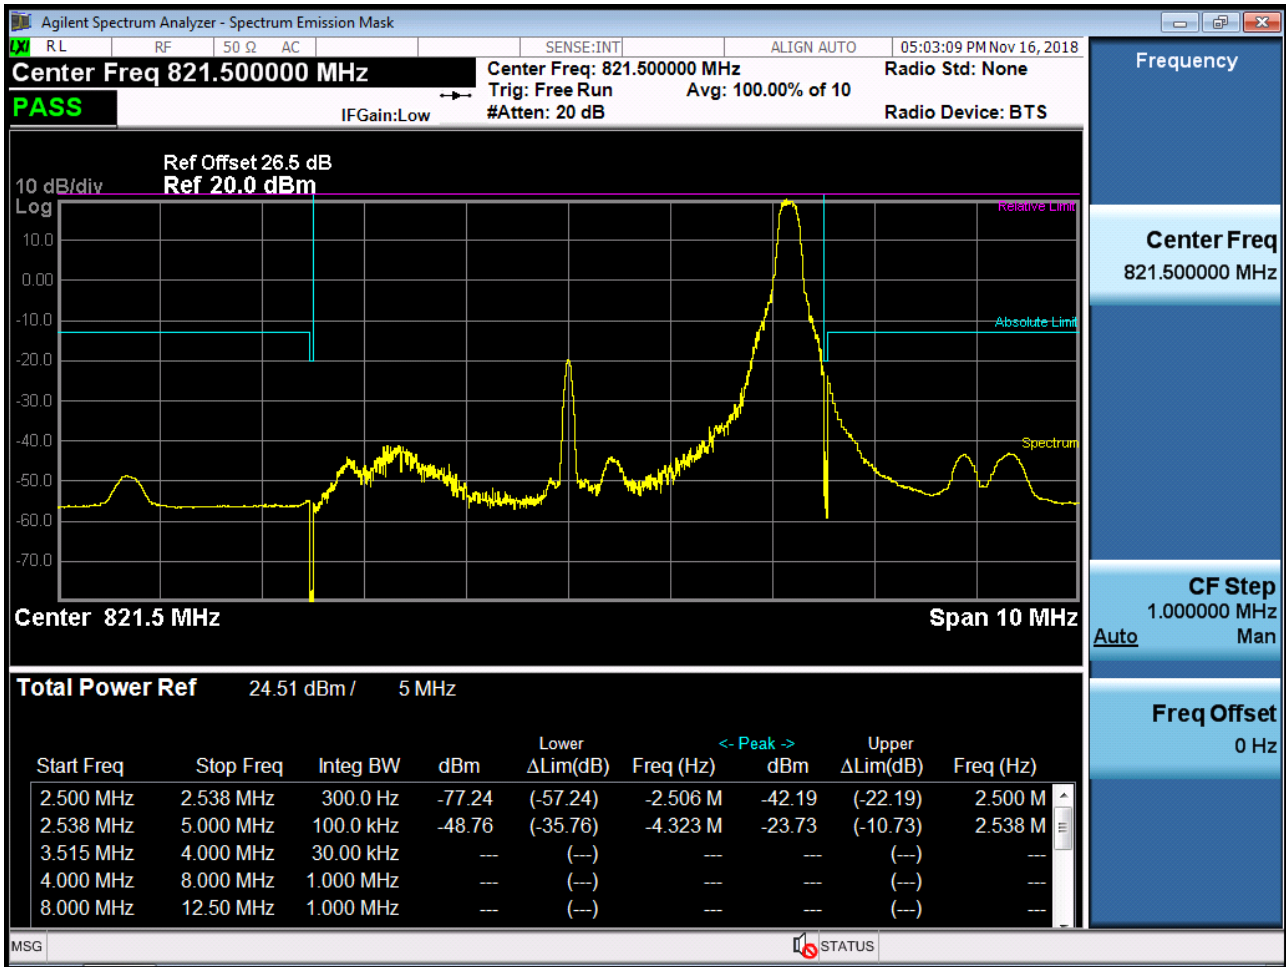 Agilent Spectrum Analyzer - Spectrum Emission Mask
LXI RL RF 50 Ω AC SENSE:INT ALIGN AUTO 05:03:09 PM Nov 16, 2018
Center Freq 821.500000 MHz Center Freq: 821.500000 MHz Radio Std: None
Trig: Free Run Avg: 100.00% of 10
PASS IFGain:Low #Atten: 20 dB Radio Device: BTS
Ref Offset 26.5 dB
10 dB/div Ref 20.0 dBm
Log
Relative Limit
10.0
0.00
-10.0
Absolute Limit
-20.0
-30.0
-40.0
Spectrum
-50.0
-60.0
-70.0
Center 821.5 MHz Span 10 MHz
Total Power Ref 24.51 dBm / 5 MHz
Lower <- Peak -> Upper
Start Freq Stop Freq Integ BW dBm ΔLim(dB) Freq (Hz) dBm ΔLim(dB) Freq (Hz)
2.500 MHz 2.538 MHz 300.0 Hz -77.24 (-57.24) -2.506 M -42.19 (-22.19) 2.500 M
2.538 MHz 5.000 MHz 100.0 kHz -48.76 (-35.76) -4.323 M -23.73 (-10.73) 2.538 M
3.515 MHz 4.000 MHz 30.00 kHz --- (---) --- --- (---) ---
4.000 MHz 8.000 MHz 1.000 MHz --- (---) --- --- (---) ---
8.000 MHz 12.50 MHz 1.000 MHz --- (---) --- --- (---) ---
MSG STATUS
Frequency
Center Freq
821.500000 MHz
CF Step
1.000000 MHz
Auto Man
Freq Offset
0 Hz